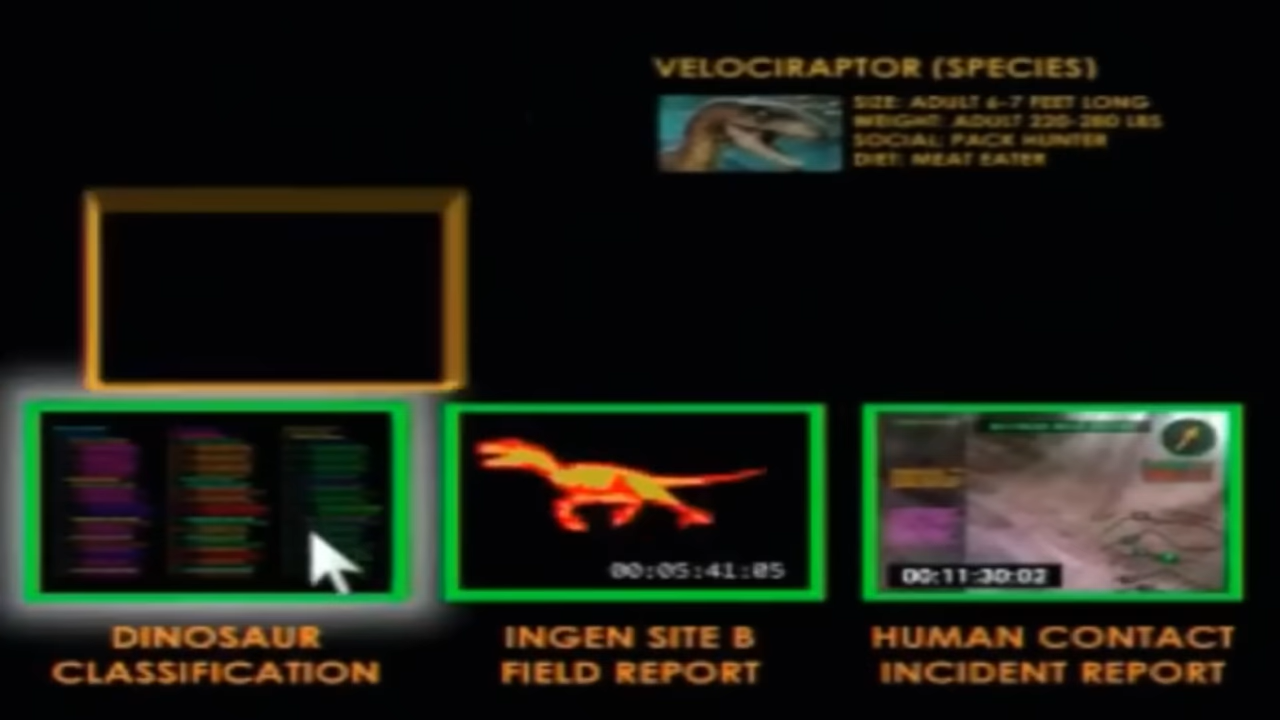 VELOCIRAPTOR (SPECIES)
SIZE: ADULT 6-7 FEET LONG
WEIGHT: ADULT 220-280 LBS
SOCIAL: PACK HUNTER
DIET: MEAT EATER
00:05:41:05
00:11:30:02
DINOSAUR
CLASSIFICATION
INGEN SITE B
FIELD REPORT
HUMAN CONTACT
INCIDENT REPORT